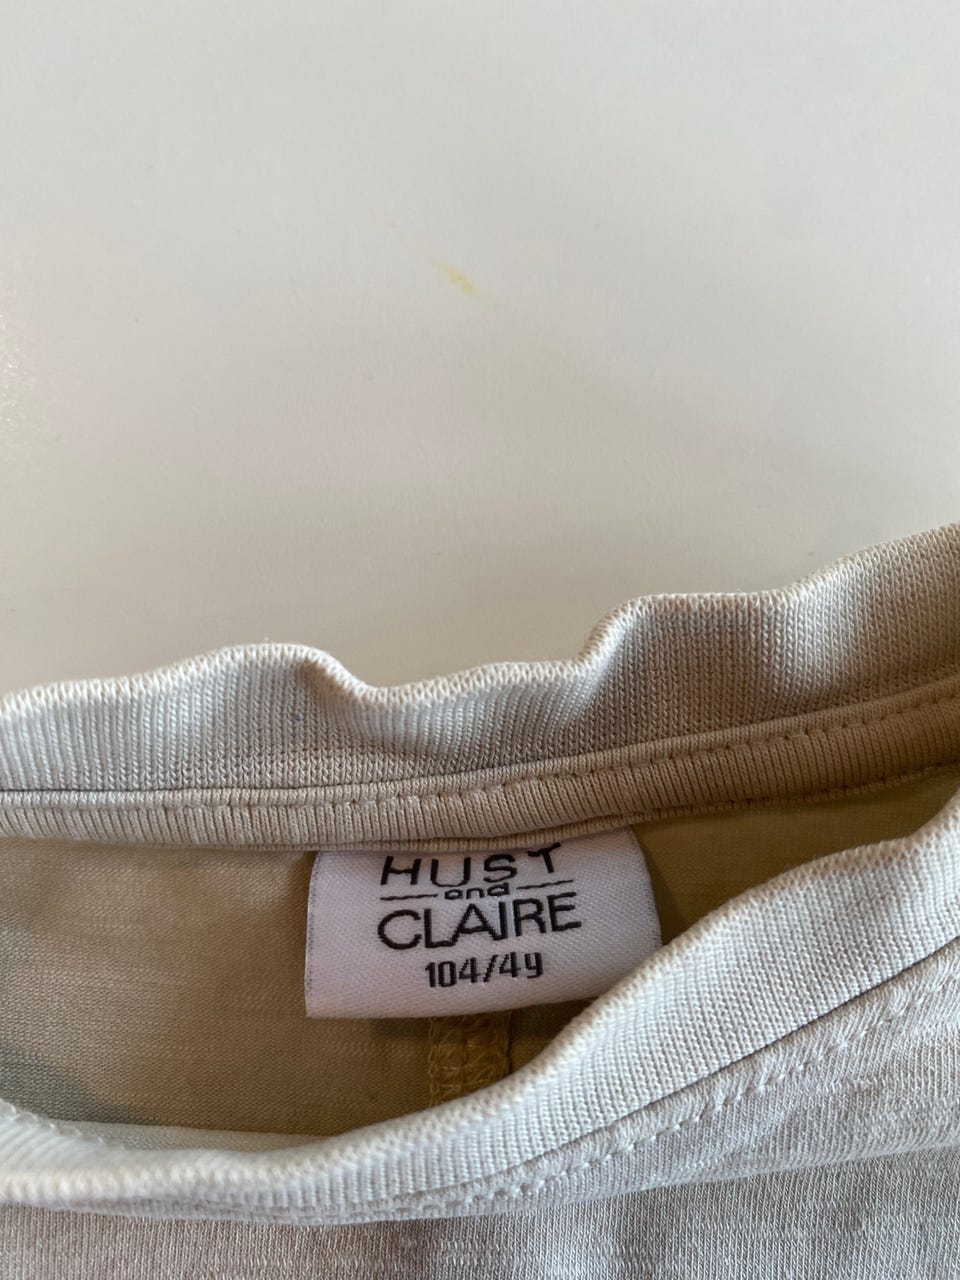 HUST
and
CLAIRE
104/4y